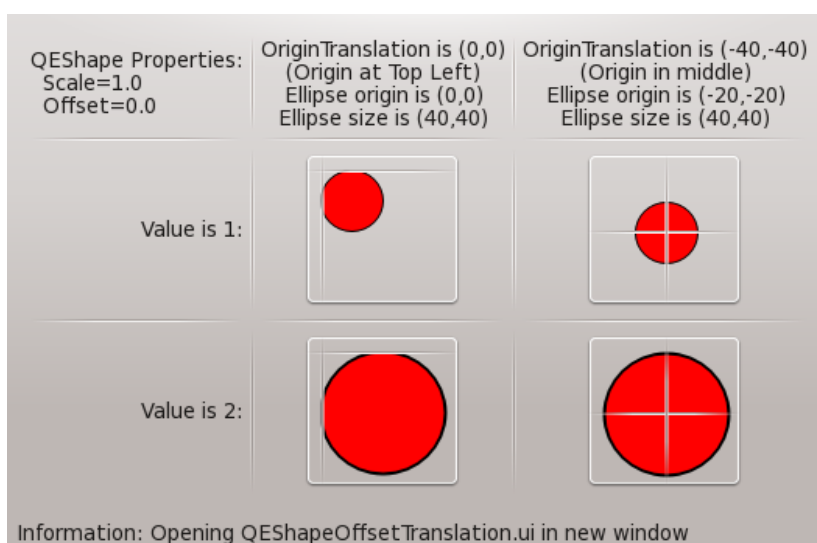 QEShape Properties:
Scale=1.0
Offset=0.0
OriginTranslation is (0,0)
(Origin at Top Left)
Ellipse origin is (0,0)
Ellipse size is (40,40)
OriginTranslation is (-40,-40)
(Origin in middle)
Ellipse origin is (-20,-20)
Ellipse size is (40,40)
Value is 1:
Value is 2:
Information: Opening QEShapeOffsetTranslation.ui in new window